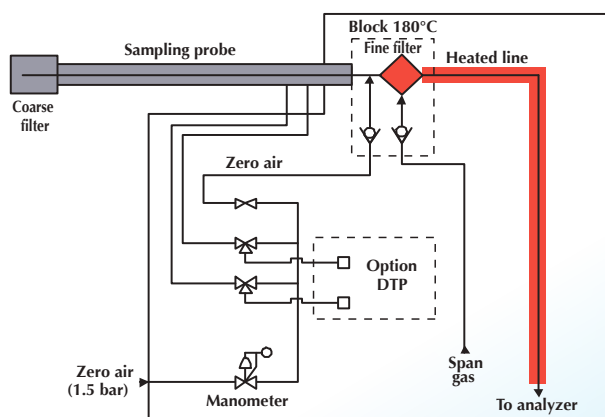 Block 180°C
Sampling probe
Fine filter
Heated line
Coarse
filter
Zero air
Option
DTP
Zero air
(1.5 bar)
Manometer
Span
gas
To analyzer